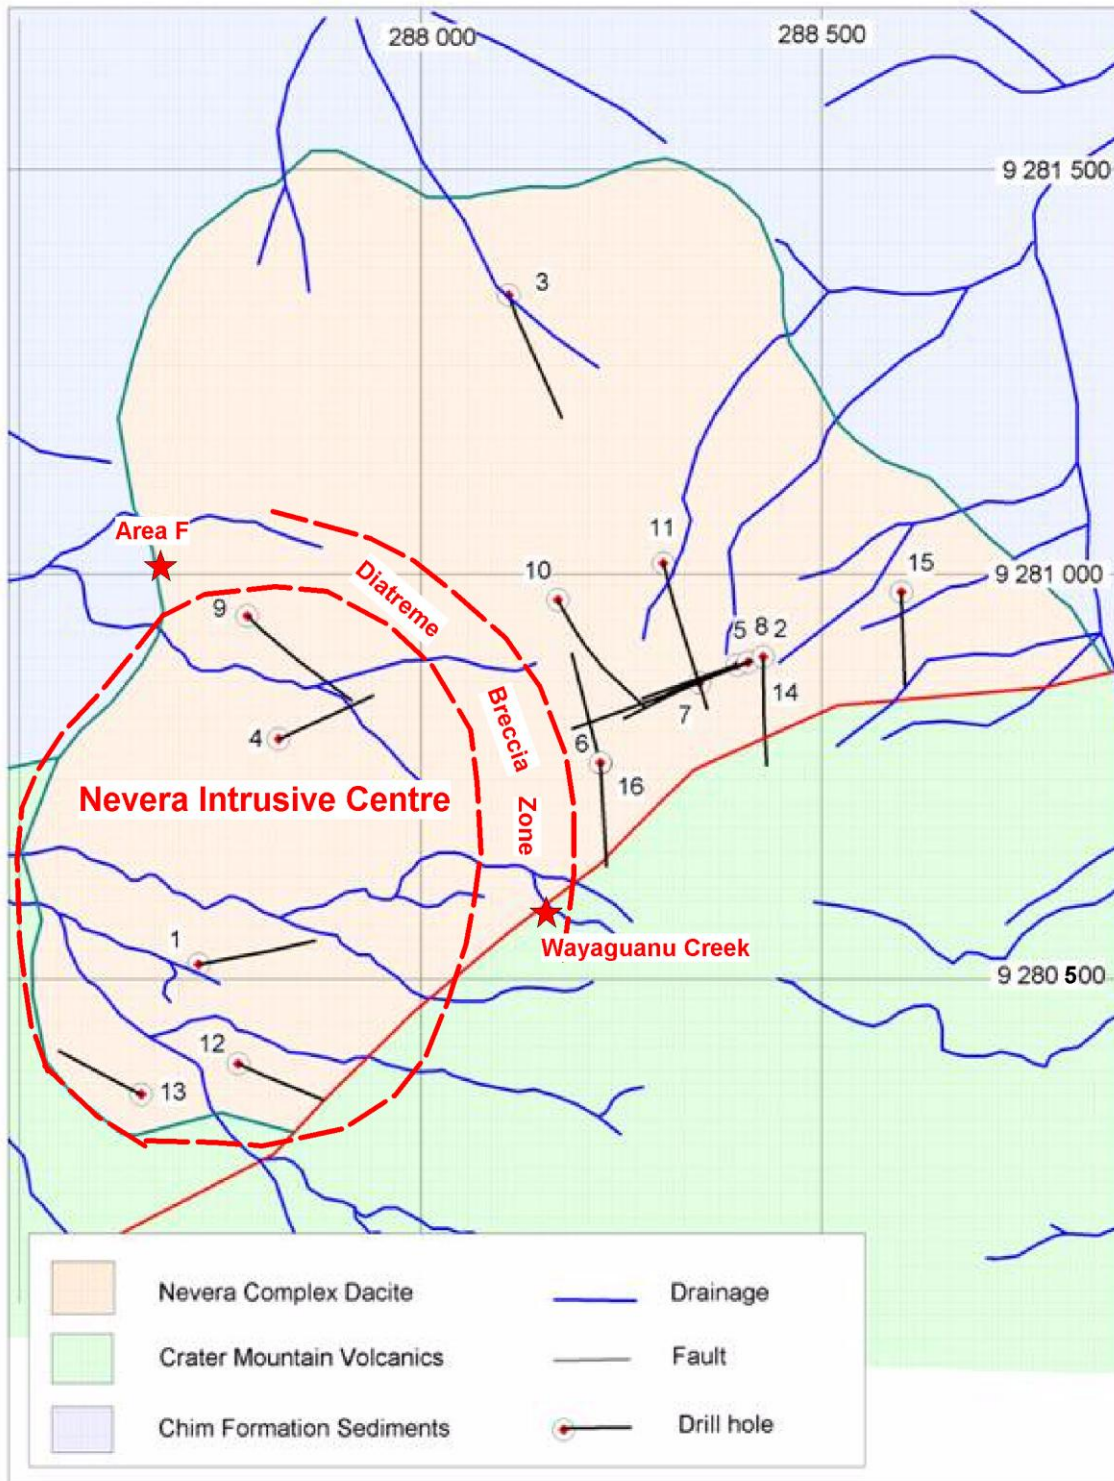 288 000
288 500
9 281 500
3
Area F
11
10
15
9 281 000
Diatreme
9
5 8 2
Breccia
7
14
4
6
16
Nevera Intrusive Centre
Zone
1
Wayaguanu Creek
9 280 500
12
13
Nevera Complex Dacite
Drainage
Crater Mountain Volcanics
Fault
Chim Formation Sediments
Drill hole